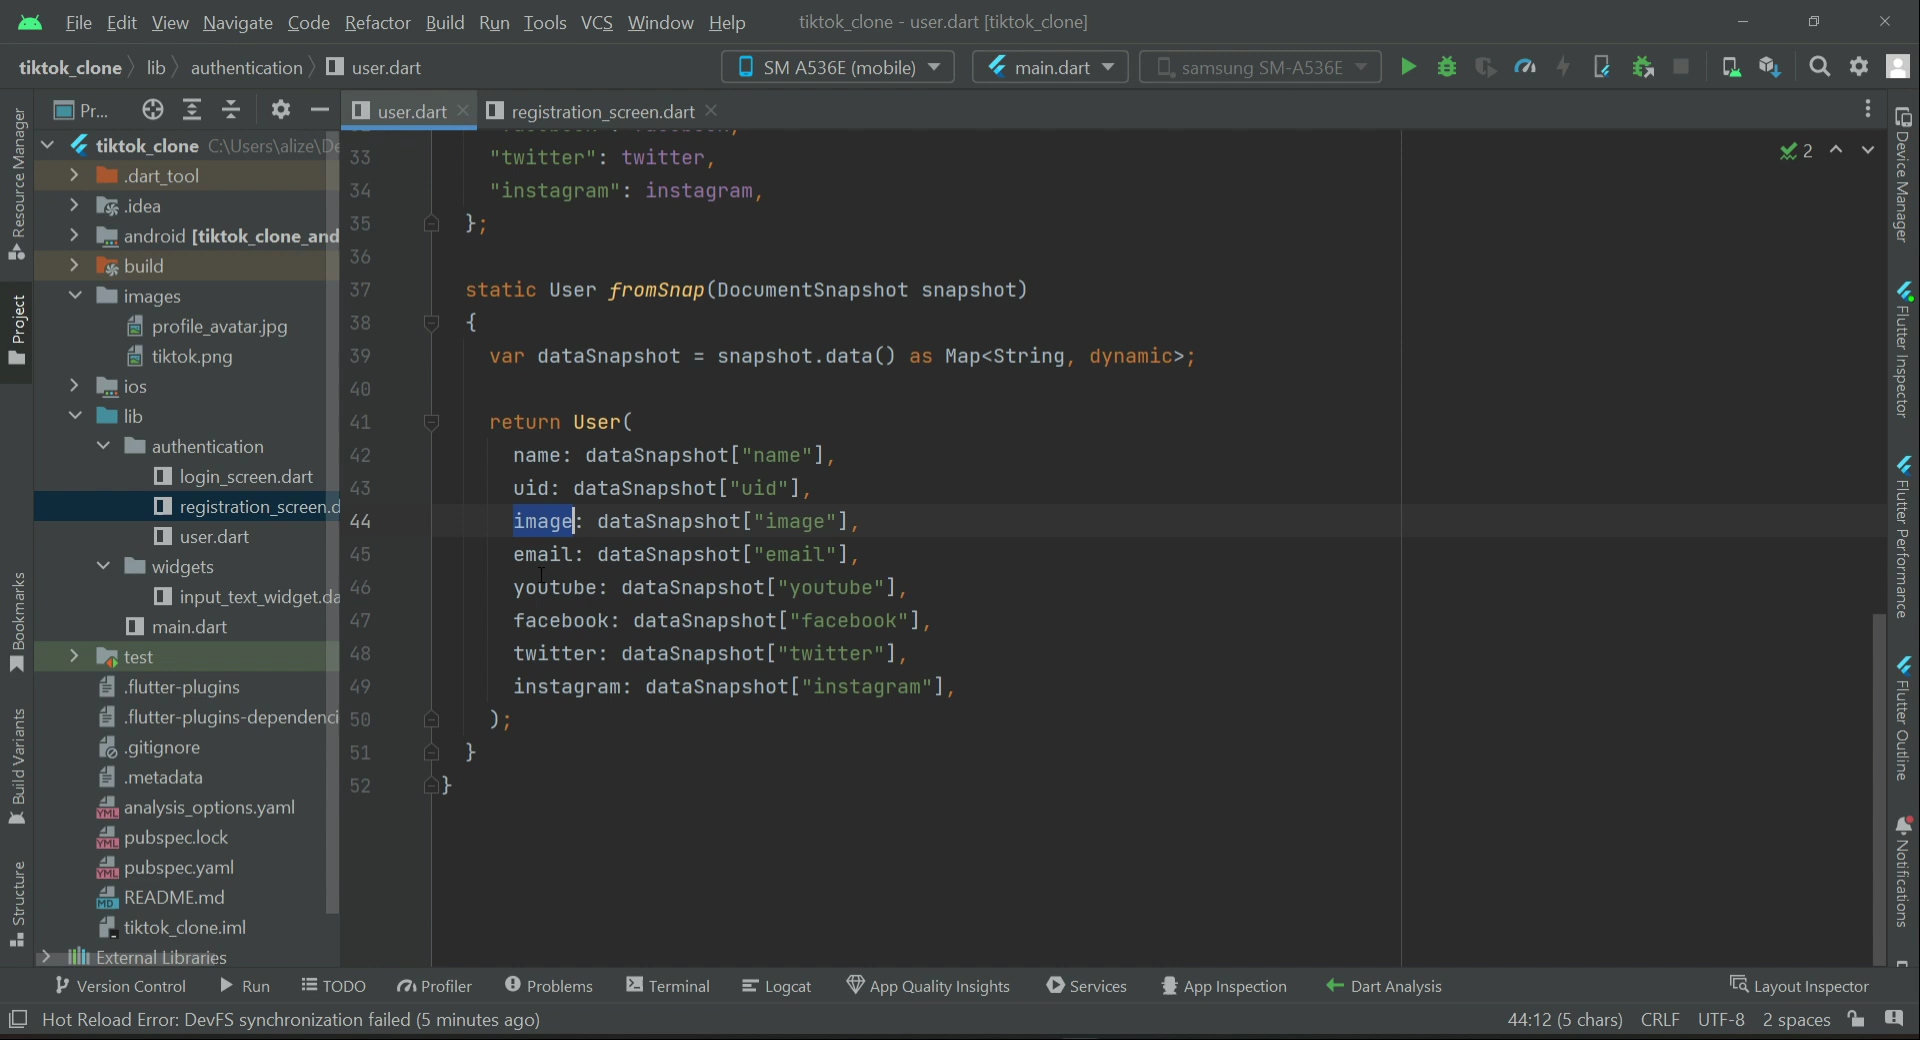 File Edit View Navigate Code Refactor Build Run Tools VCS Window Help tiktok_clone - user.dart [tiktok_clone]
tiktok_clone lib authentication user.dart SM A536E (mobile) main.dart samsung SM-A536E
Pr... user.dart registration_screen.dart
Resource Manager
Project
Bookmarks
Build Variants
Structure
tiktok_clone C:\Users\alize\De
.dart_tool
.idea
android [tiktok_clone_and
build
images
profile_avatar.jpg
tiktok.png
ios
lib
authentication
login_screen.dart
registration_screen.d
user.dart
widgets
input_text_widget.da
main.dart
test
.flutter-plugins
.flutter-plugins-dependenci
.gitignore
.metadata
analysis_options.yaml
pubspec.lock
pubspec.yaml
README.md
tiktok_clone.iml
External Libraries
33 "twitter": twitter,
34 "instagram": instagram,
35 };
36
37 static User fromSnap(DocumentSnapshot snapshot)
38 {
39 var dataSnapshot = snapshot.data() as Map<String, dynamic>;
40
41 return User(
42 name: dataSnapshot["name"],
43 uid: dataSnapshot["uid"],
44 image: dataSnapshot["image"],
45 email: dataSnapshot["email"],
46 youtube: dataSnapshot["youtube"],
47 facebook: dataSnapshot["facebook"],
48 twitter: dataSnapshot["twitter"],
49 instagram: dataSnapshot["instagram"],
50 );
51 }
52 }
2
Device Manager
Flutter Inspector
Flutter Performance
Flutter Outline
Notifications
Version Control Run TODO Profiler Problems Terminal Logcat App Quality Insights Services App Inspection Dart Analysis Layout Inspector
Hot Reload Error: DevFS synchronization failed (5 minutes ago) 44:12 (5 chars) CRLF UTF-8 2 spaces